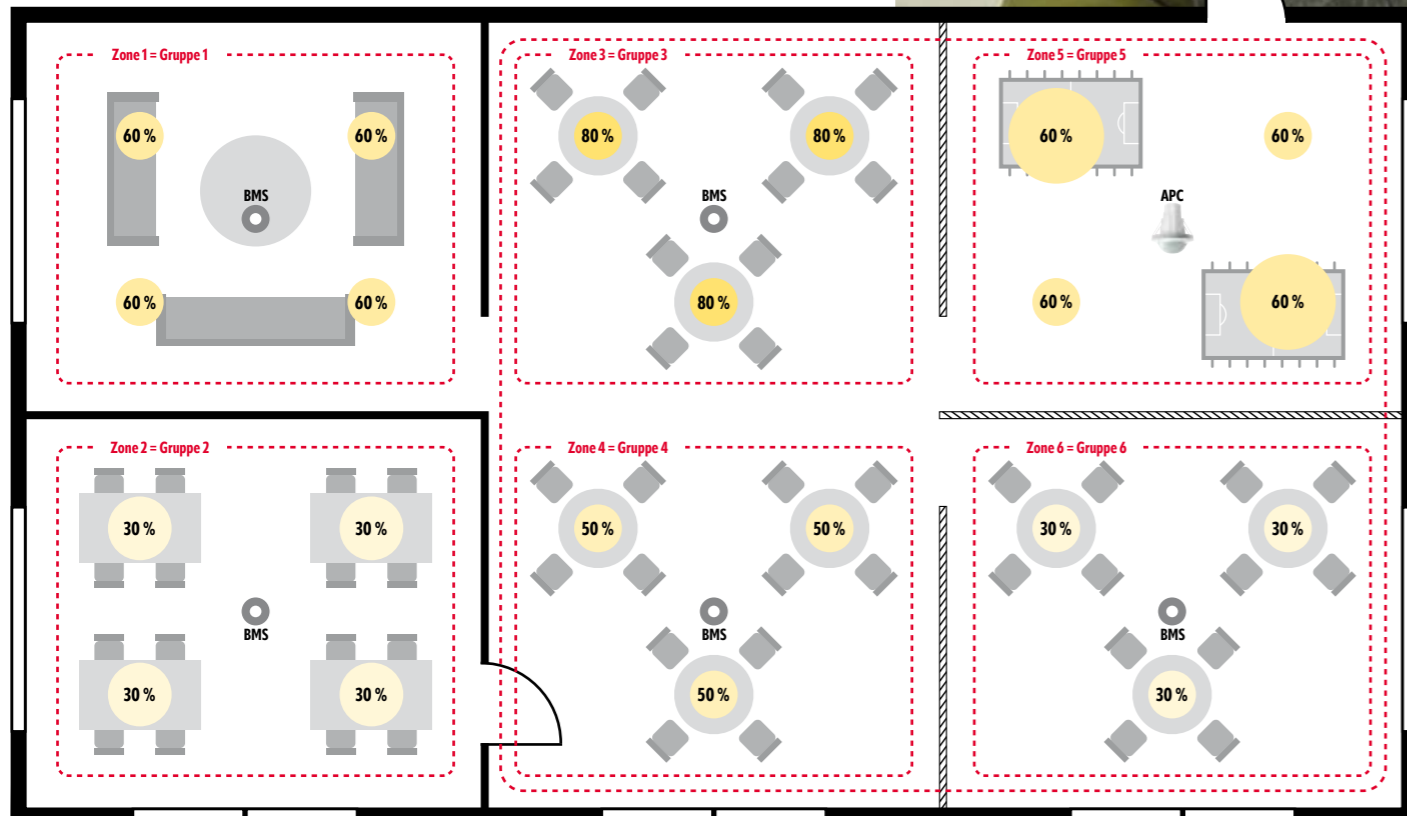 Zone 1 = Gruppe 1
60 %
60 %
BMS
60 %
60 %
Zone 3 = Gruppe 3
80 %
80 %
BMS
80 %
Zone 5 = Gruppe 5
60 %
60 %
APC
60 %
60 %
Zone 2 = Gruppe 2
30 %
30 %
BMS
30 %
30 %
Zone 4 = Gruppe 4
50 %
50 %
BMS
50 %
Zone 6 = Gruppe 6
30 %
30 %
BMS
30 %